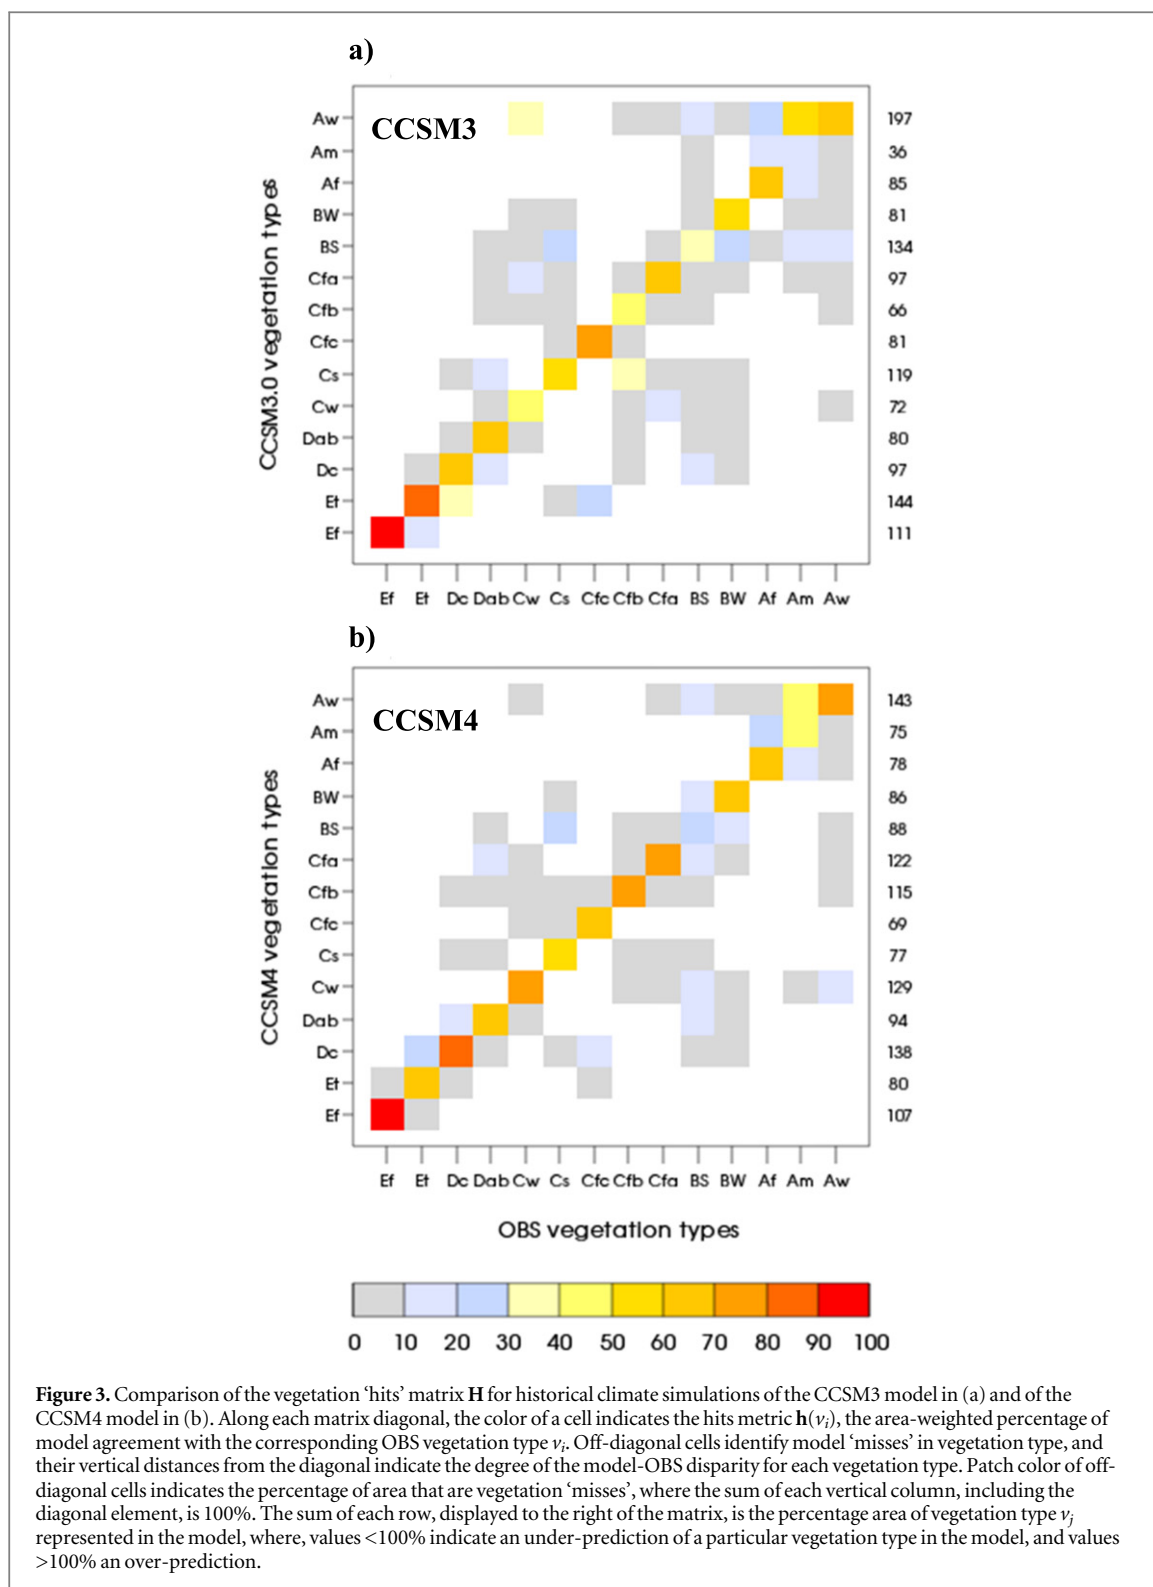 a)
CCSM3
CCSM3.0 vegetation types
Aw 197
Am 36
Af 85
BW 81
BS 134
Cfa 97
Cfb 66
Cfc 81
Cs 119
Cw 72
Dab 80
Dc 97
Et 144
Ef 111
Ef Et Dc Dab Cw Cs Cfc Cfb Cfa BS BW Af Am Aw
b)
CCSM4
CCSM4 vegetation types
Aw 143
Am 75
Af 78
BW 86
BS 88
Cfa 122
Cfb 115
Cfc 69
Cs 77
Cw 129
Dab 94
Dc 138
Et 80
Ef 107
Ef Et Dc Dab Cw Cs Cfc Cfb Cfa BS BW Af Am Aw
OBS vegetation types
0 10 20 30 40 50 60 70 80 90 100
Figure 3. Comparison of the vegetation ‘hits’ matrix H for historical climate simulations of the CCSM3 model in (a) and of the
CCSM4 model in (b). Along each matrix diagonal, the color of a cell indicates the hits metric h(vi), the area-weighted percentage of
model agreement with the corresponding OBS vegetation type vi. Off-diagonal cells identify model ‘misses’ in vegetation type, and
their vertical distances from the diagonal indicate the degree of the model-OBS disparity for each vegetation type. Patch color of off-
diagonal cells indicates the percentage of area that are vegetation ‘misses’, where the sum of each vertical column, including the
diagonal element, is 100%. The sum of each row, displayed to the right of the matrix, is the percentage area of vegetation type vj
represented in the model, where, values <100% indicate an under-prediction of a particular vegetation type in the model, and values
>100% an over-prediction.